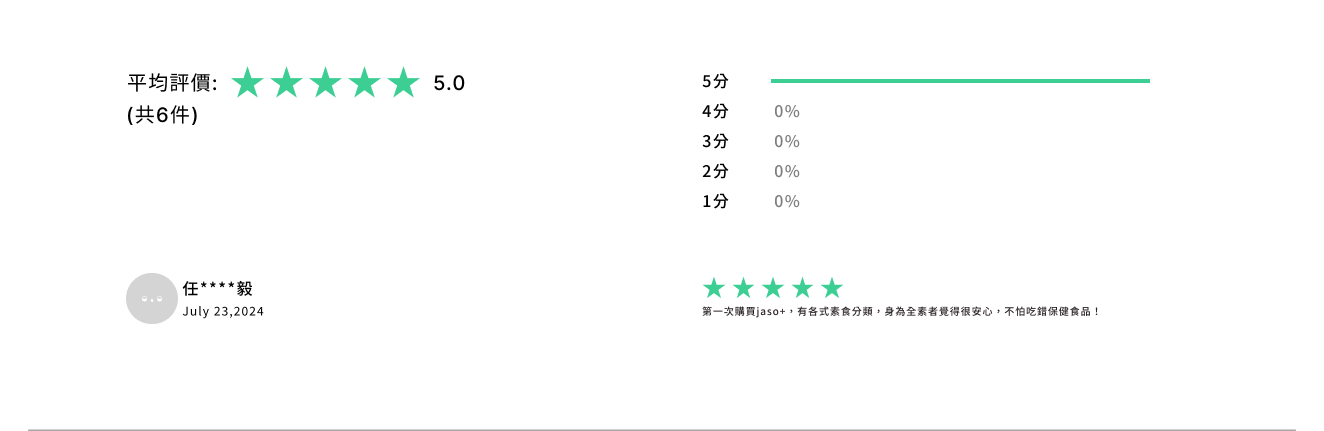 平均評價: ★★★★★ 5.0
(共6件)
5分
4分 0%
3分 0%
2分 0%
1分 0%
任****毅
July 23,2024
★★★★★
第一次購買jaso+，有各式素食分類，身為全素者覺得很安心，不怕吃錯保健食品！